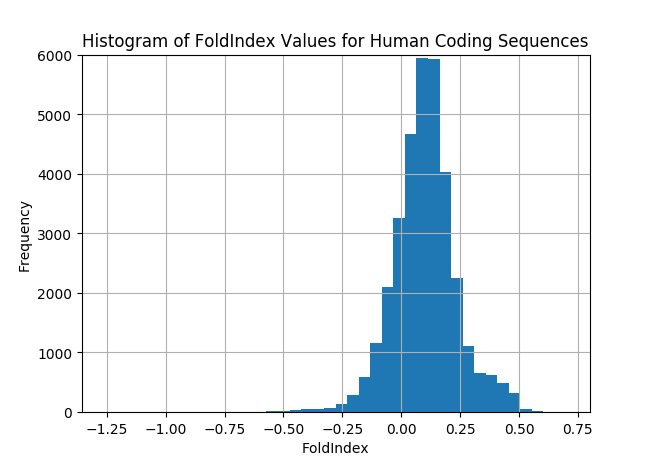 Histogram of FoldIndex Values for Human Coding Sequences
6000
5000
4000
3000
2000
1000
0
Frequency
−1.25 −1.00 −0.75 −0.50 −0.25 0.00 0.25 0.50 0.75
FoldIndex